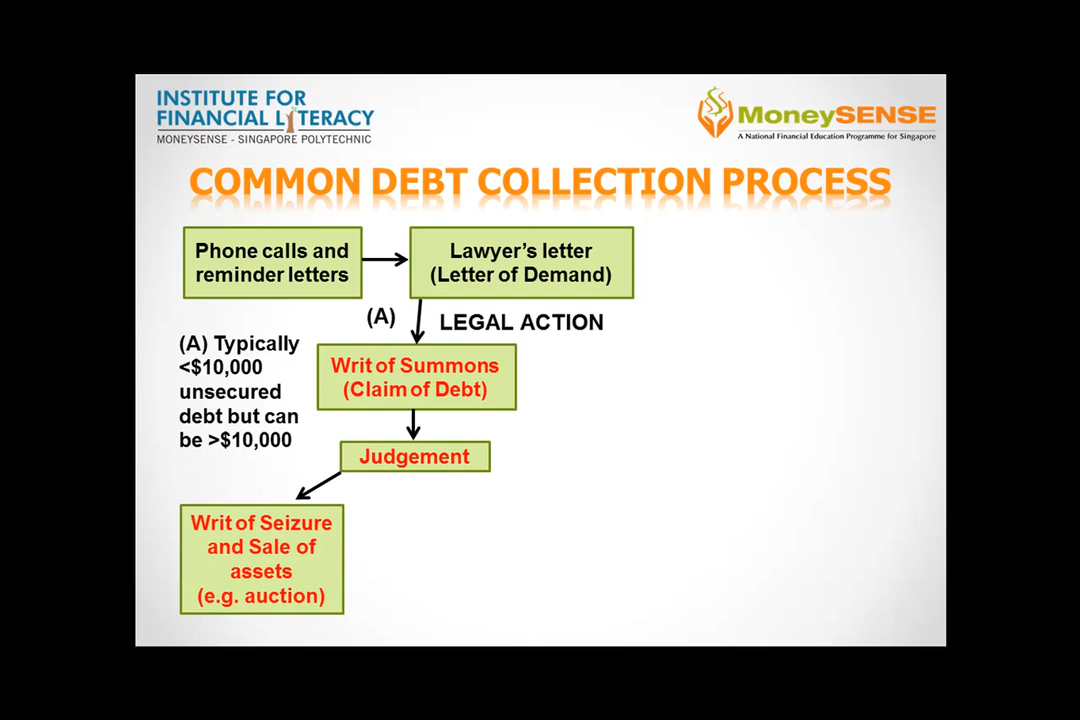 INSTITUTE FOR
FINANCIAL LITERACY
MONEYSENSE - SINGAPORE POLYTECHNIC
MoneySENSE
A National Financial Education Programme for Singapore
COMMON DEBT COLLECTION PROCESS
Phone calls and
reminder letters
Lawyer's letter
(Letter of Demand)
(A)
LEGAL ACTION
(A) Typically
<$10,000
unsecured
debt but can
be >$10,000
Writ of Summons
(Claim of Debt)
Judgement
Writ of Seizure
and Sale of
assets
(e.g. auction)